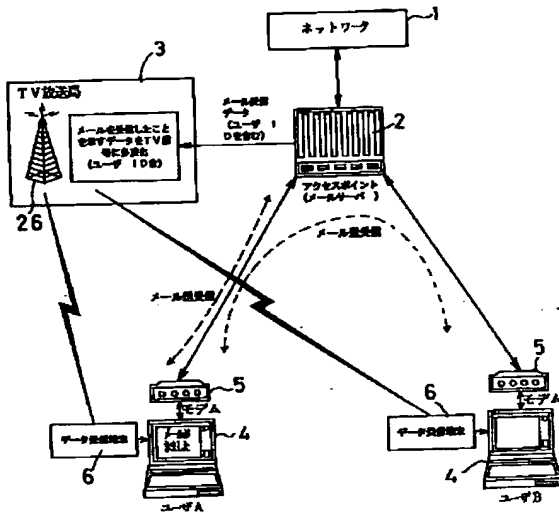 ネットワーク
1
3
TV放送局
メールを受信したこと
を示すデータをTV信
号に多重化
(ユーザ ID含)
26
メール受信
データ
(ユーザ I
Dを含む)
2
アクセスポイント
(メールサーバ)
メール送受信
メール送受信
5
モデム
5
モデム
データ受信端末
6
4
ユーザA
6
データ受信端末
4
ユーザB